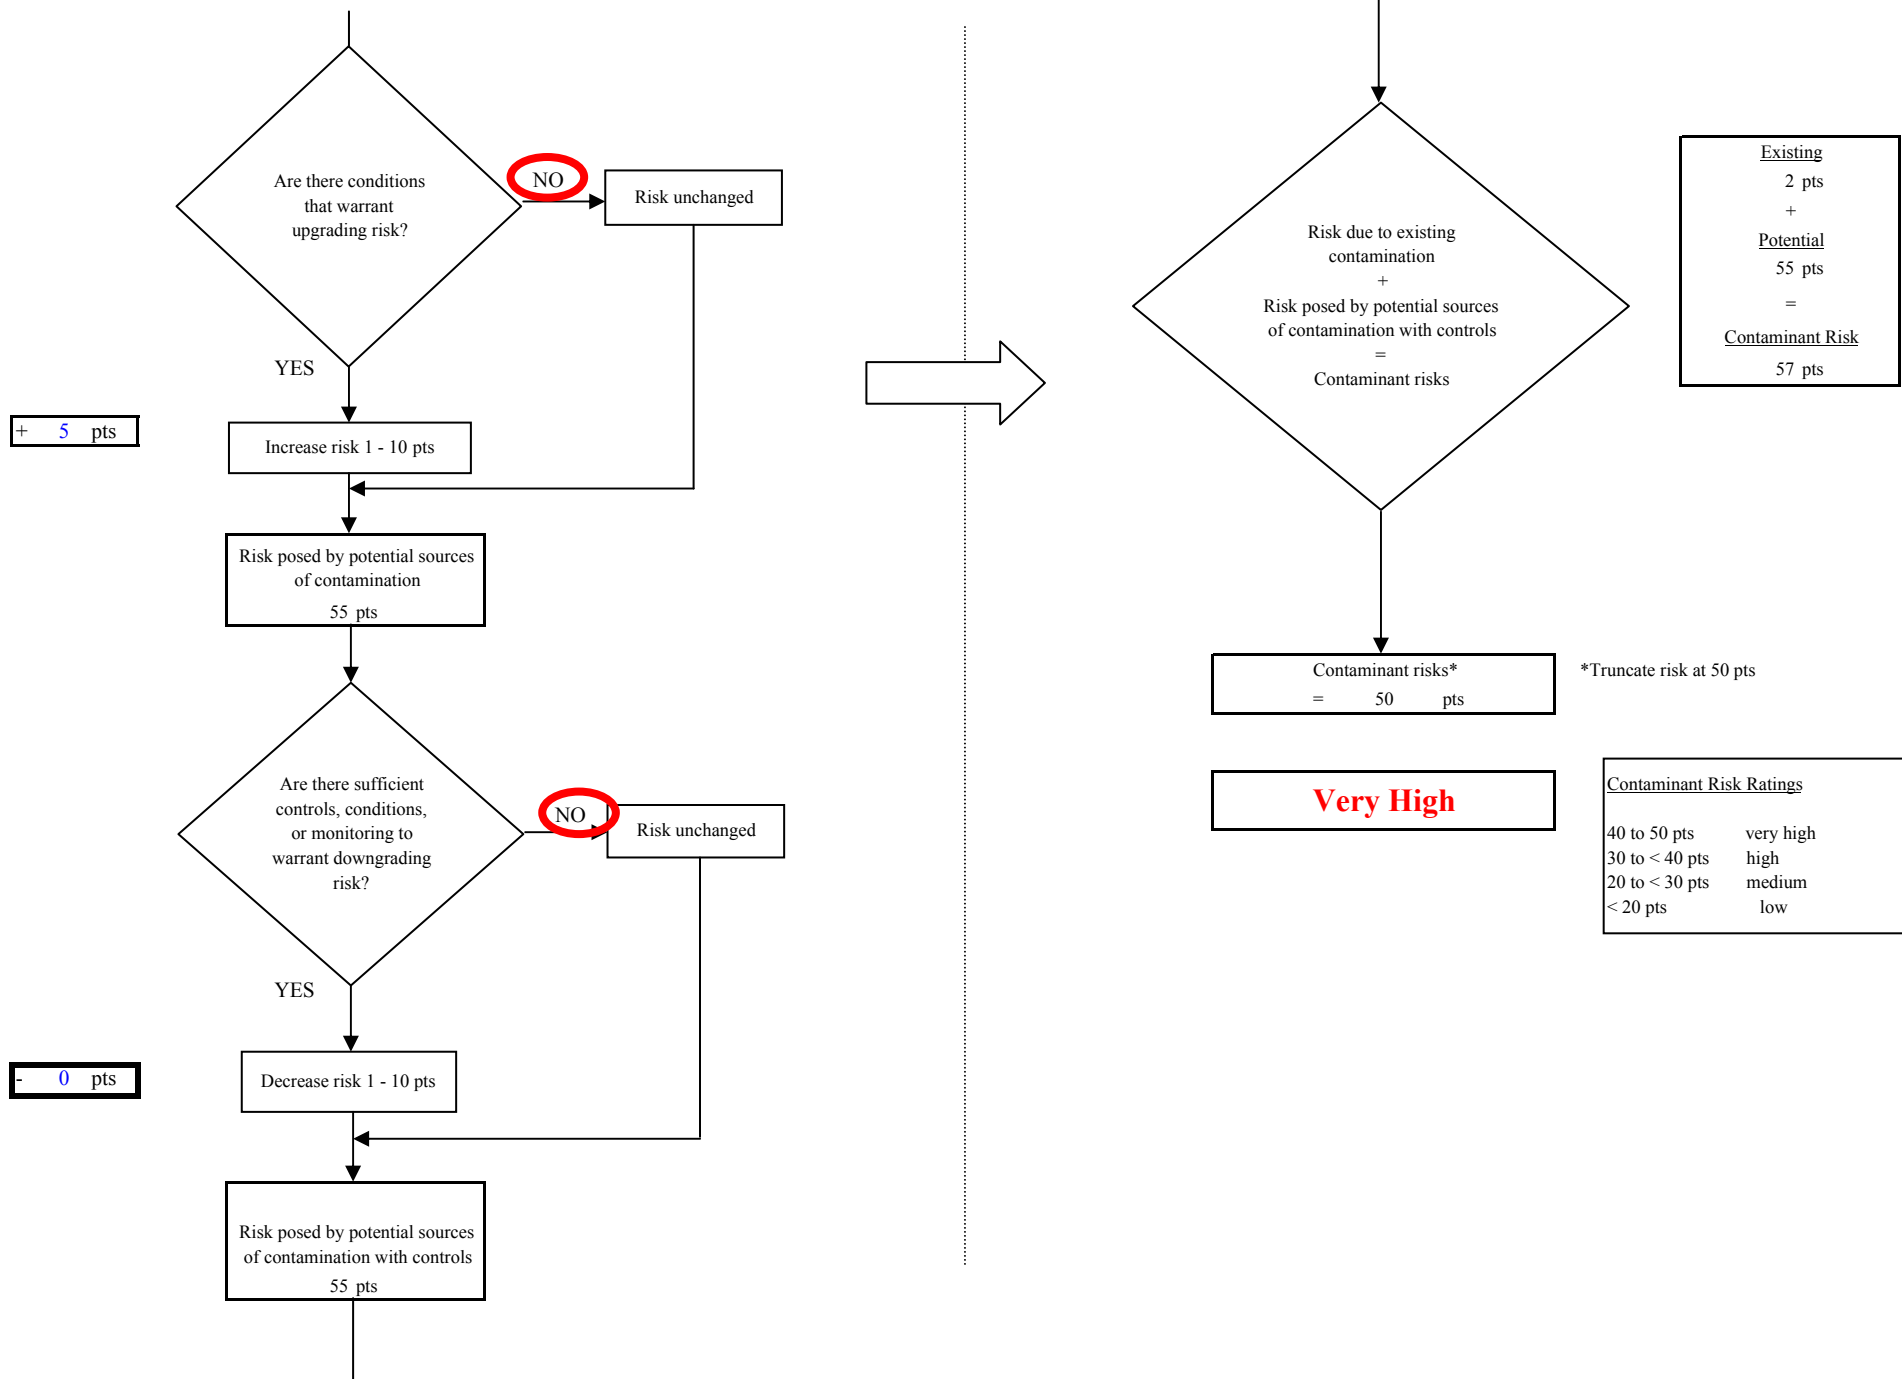 Are there conditions
that warrant
upgrading risk?
NO
Risk unchanged
YES
+ 5 pts
Increase risk 1 - 10 pts
Risk posed by potential sources
of contamination
55 pts
Are there sufficient
controls, conditions,
or monitoring to
warrant downgrading
risk?
NO
Risk unchanged
YES
- 0 pts
Decrease risk 1 - 10 pts
Risk posed by potential sources
of contamination with controls
55 pts
Risk due to existing
contamination
+
Risk posed by potential sources
of contamination with controls
=
Contaminant risks
Existing
2 pts
+
Potential
55 pts
=
Contaminant Risk
57 pts
Contaminant risks*
= 50 pts
*Truncate risk at 50 pts
Very High
Contaminant Risk Ratings
40 to 50 pts very high
30 to < 40 pts high
20 to < 30 pts medium
< 20 pts low